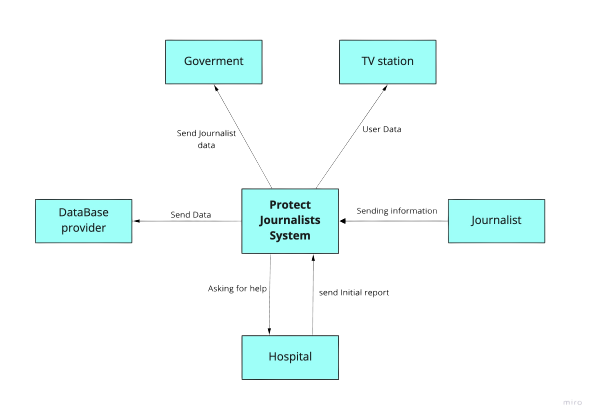 Goverment
TV station
Send Journalist
data
User Data
DataBase
provider
Send Data
Protect
Journalists
System
Sending information
Journalist
Asking for help
send Initial report
Hospital
miro